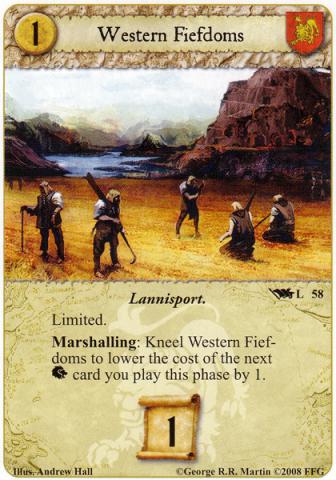 1
Western Fiefdoms
Lannisport.
L 58
Limited.
Marshalling: Kneel Western Fief-
doms to lower the cost of the next
card you play this phase by 1.
1
Illus. Andrew Hall
©George R.R. Martin ©2008 FFG